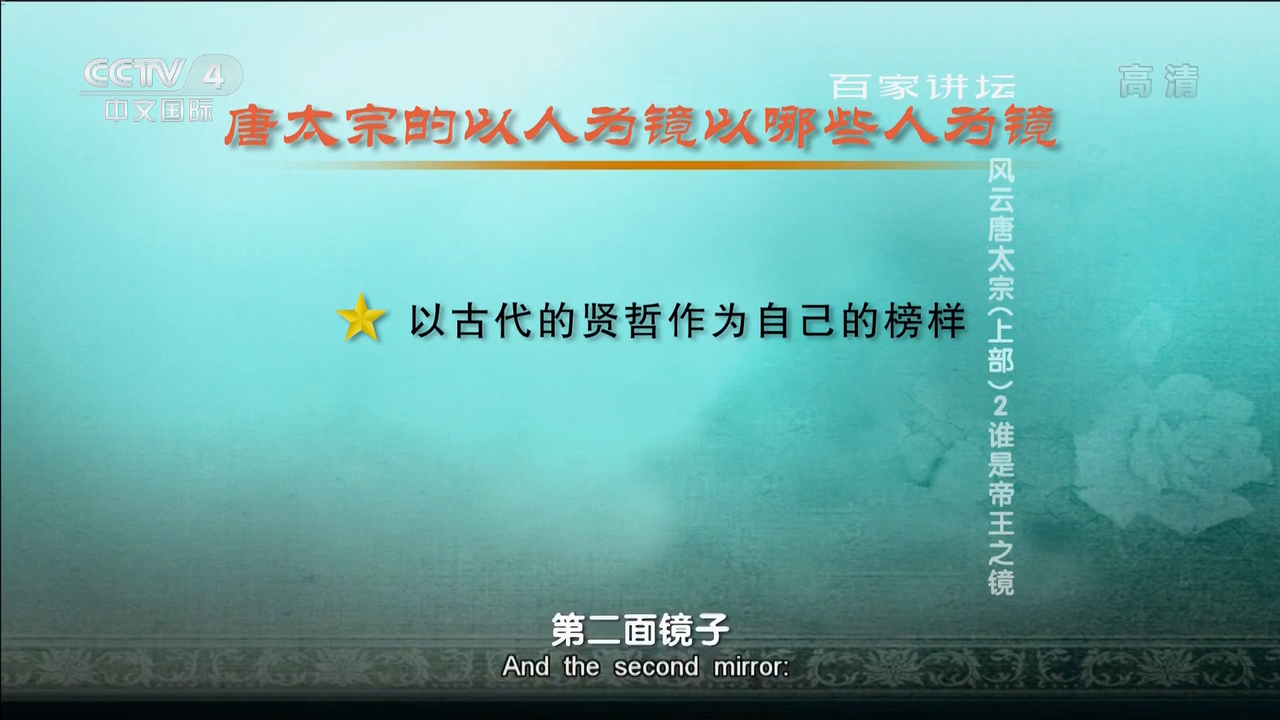 CCTV 4
中文国际
百家讲坛
高清
唐太宗的以人为镜以哪些人为镜
风云唐太宗（上部）2谁是帝王之镜
以古代的贤哲作为自己的榜样
第二面镜子
And the second mirror: